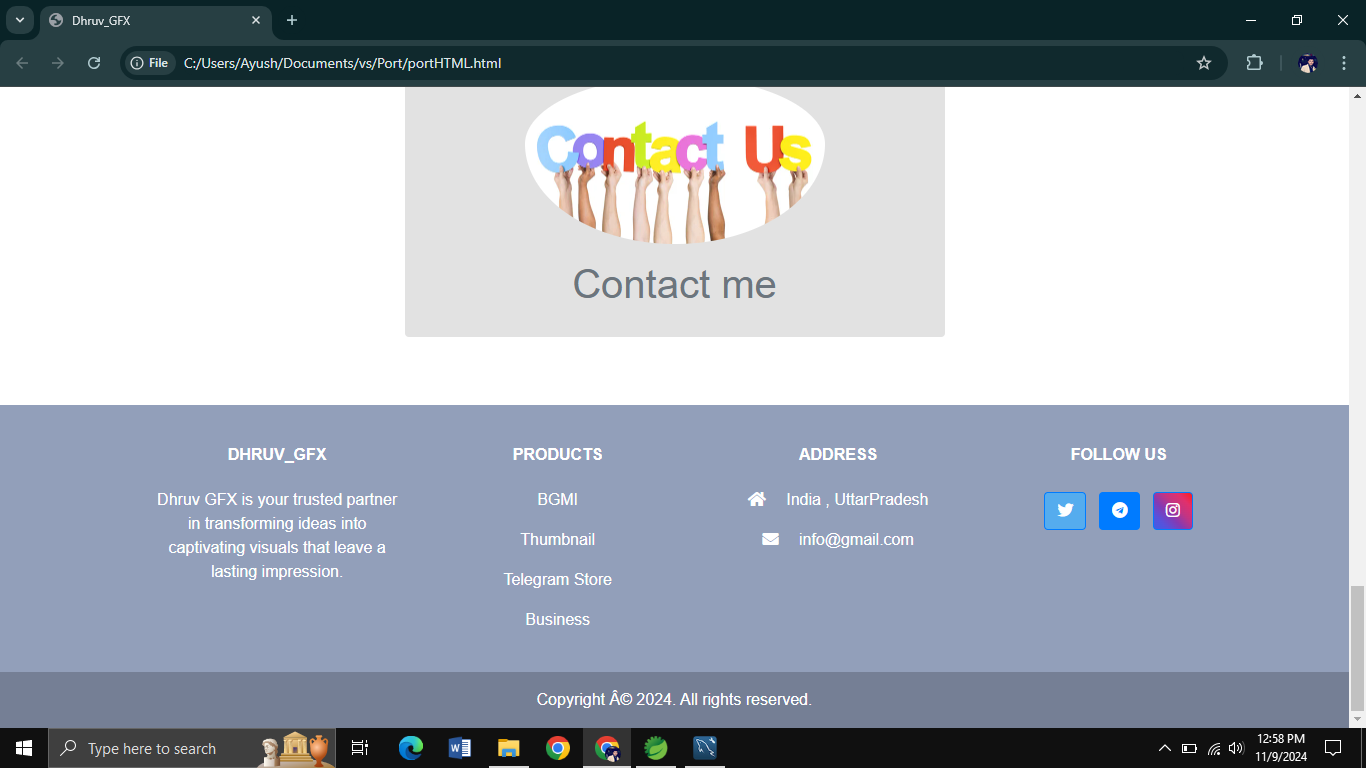 Dhruv_GFX
File
C:/Users/Ayush/Documents/vs/Port/portHTML.html
Contact Us
Contact me
DHRUV_GFX
Dhruv GFX is your trusted partner
in transforming ideas into
captivating visuals that leave a
lasting impression.
PRODUCTS
BGMI
Thumbnail
Telegram Store
Business
ADDRESS
India , UttarPradesh
info@gmail.com
FOLLOW US
Copyright Â© 2024. All rights reserved.
Type here to search
12:58 PM
11/9/2024